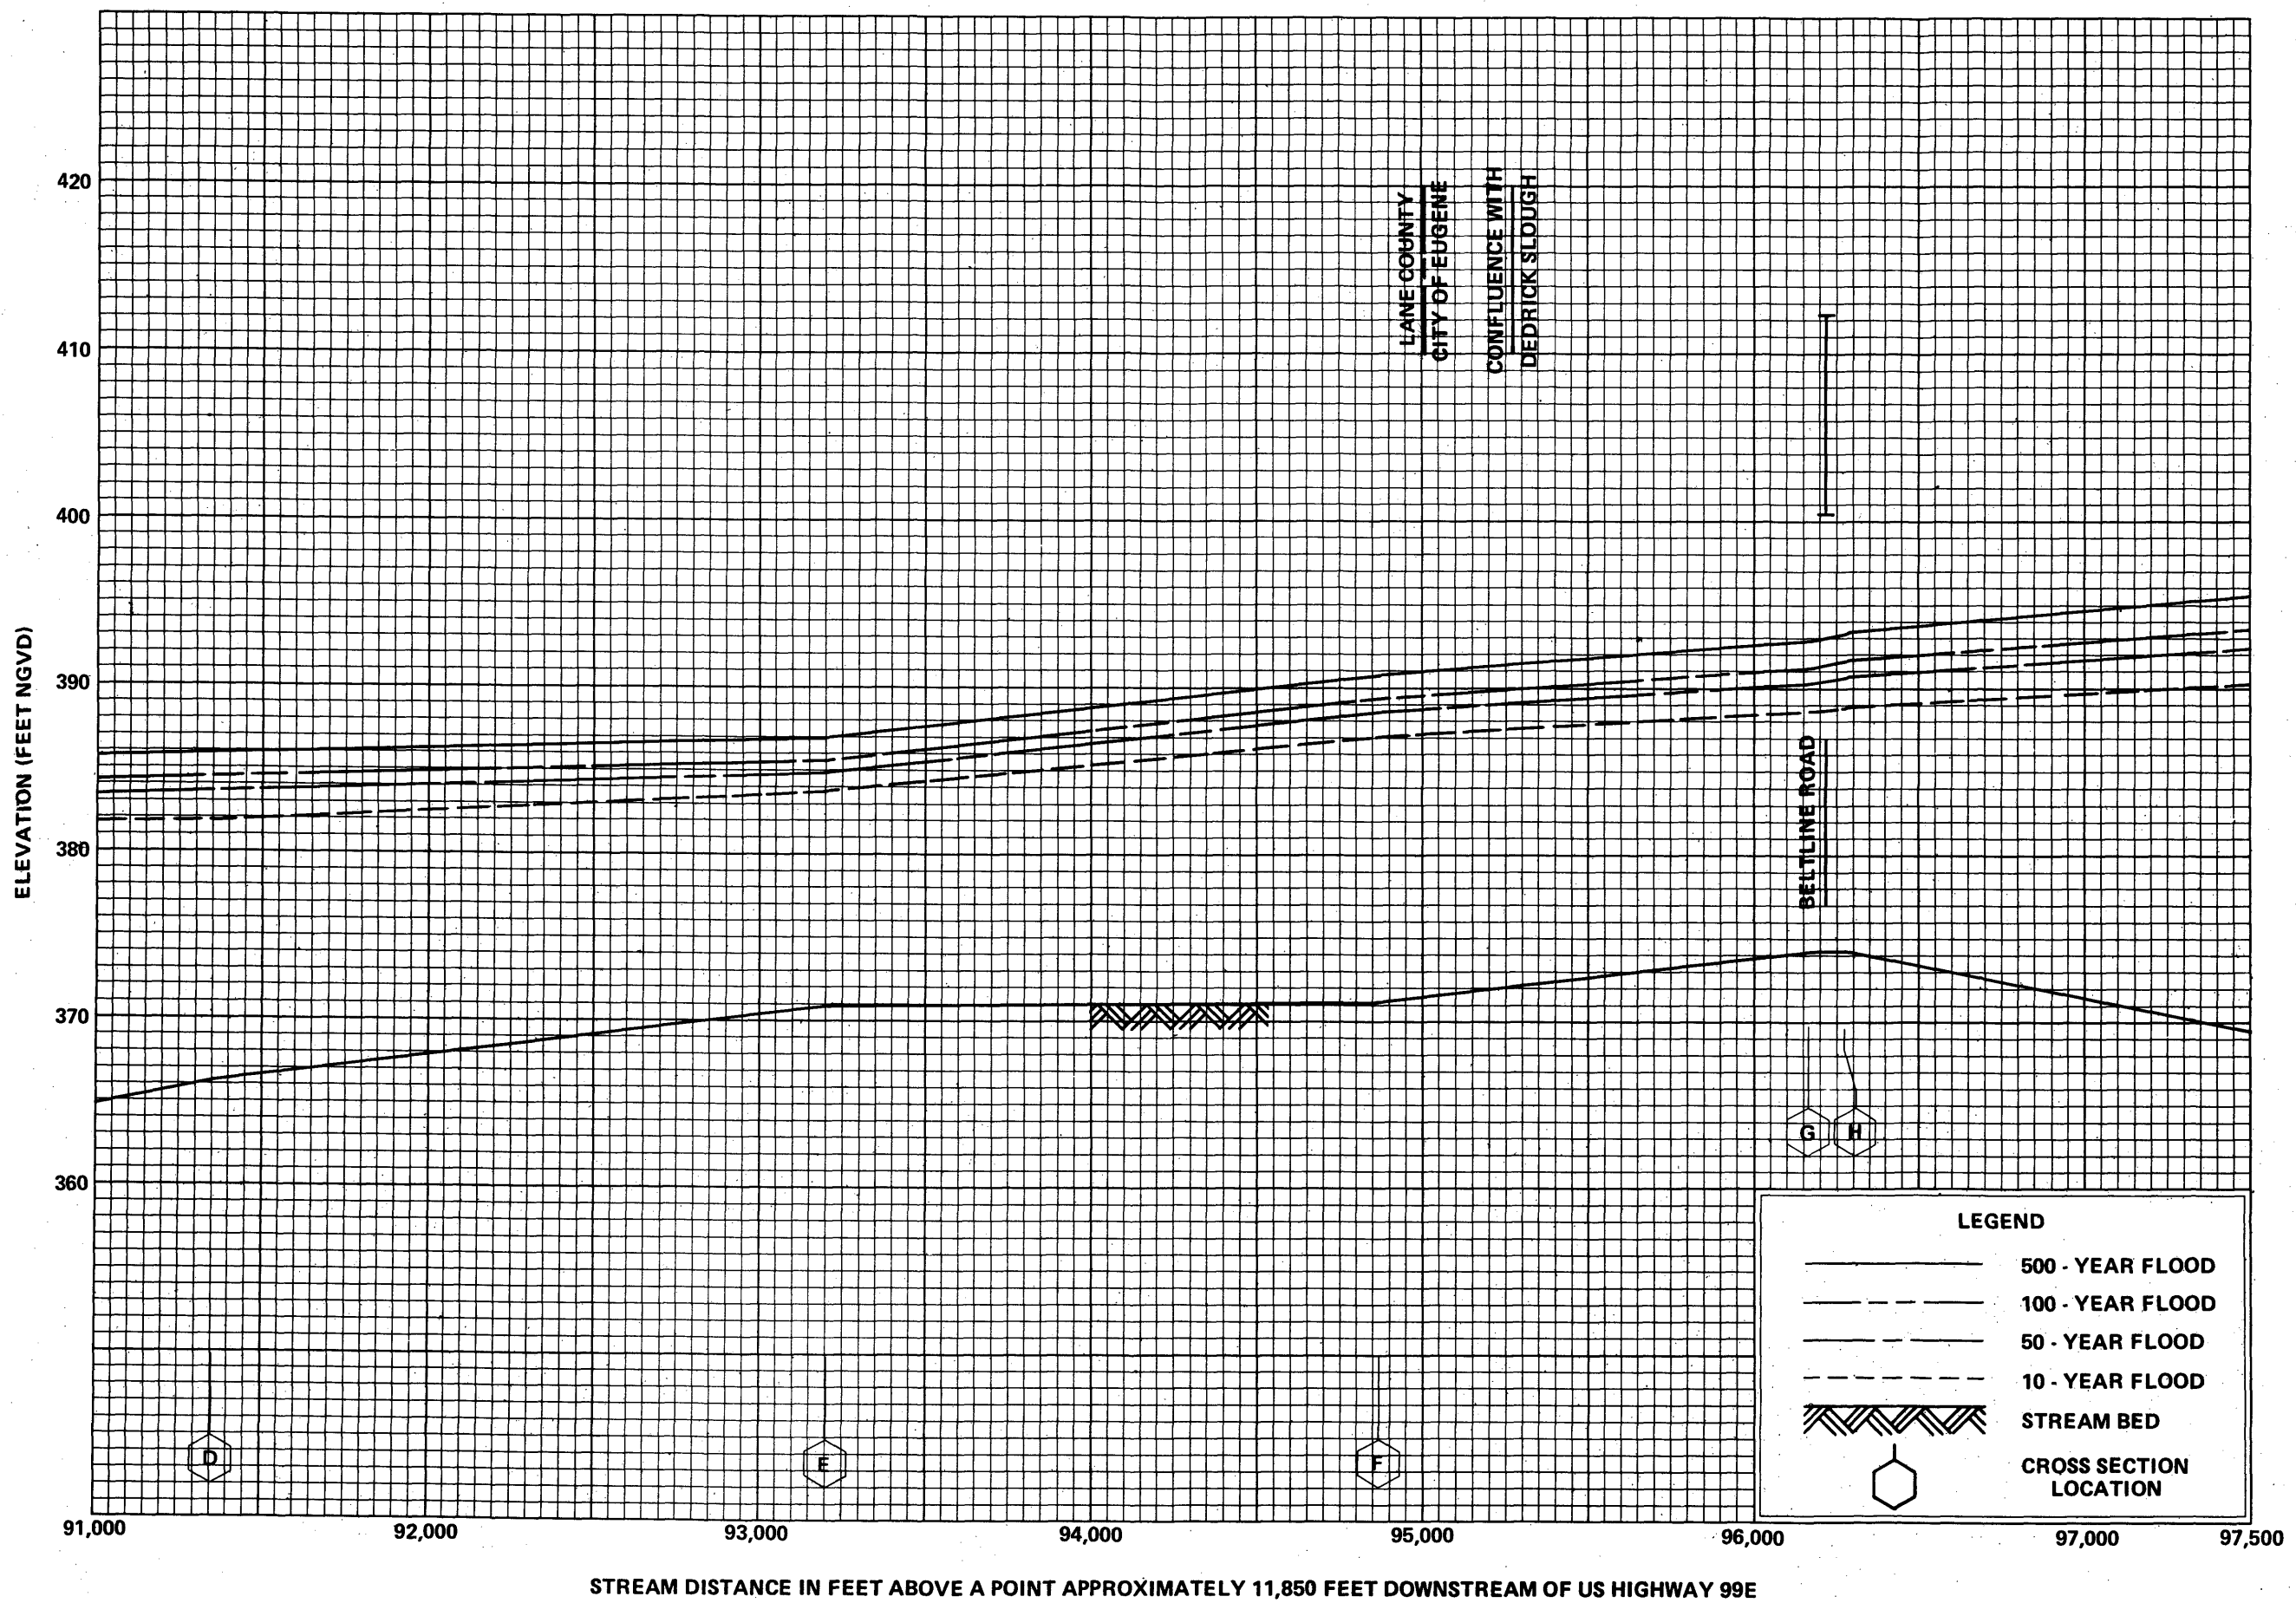 420
410
400
390
380
370
360
ELEVATION (FEET NGVD)
LANE COUNTY
CITY OF EUGENE
CONFLUENCE WITH
DEDRICK SLOUGH
BELTLINE ROAD
D
E
F
G
H
LEGEND
500 - YEAR FLOOD
100 - YEAR FLOOD
50 - YEAR FLOOD
10 - YEAR FLOOD
STREAM BED
CROSS SECTION
LOCATION
91,000
92,000
93,000
94,000
95,000
96,000
97,000
97,500
STREAM DISTANCE IN FEET ABOVE A POINT APPROXIMATELY 11,850 FEET DOWNSTREAM OF US HIGHWAY 99E